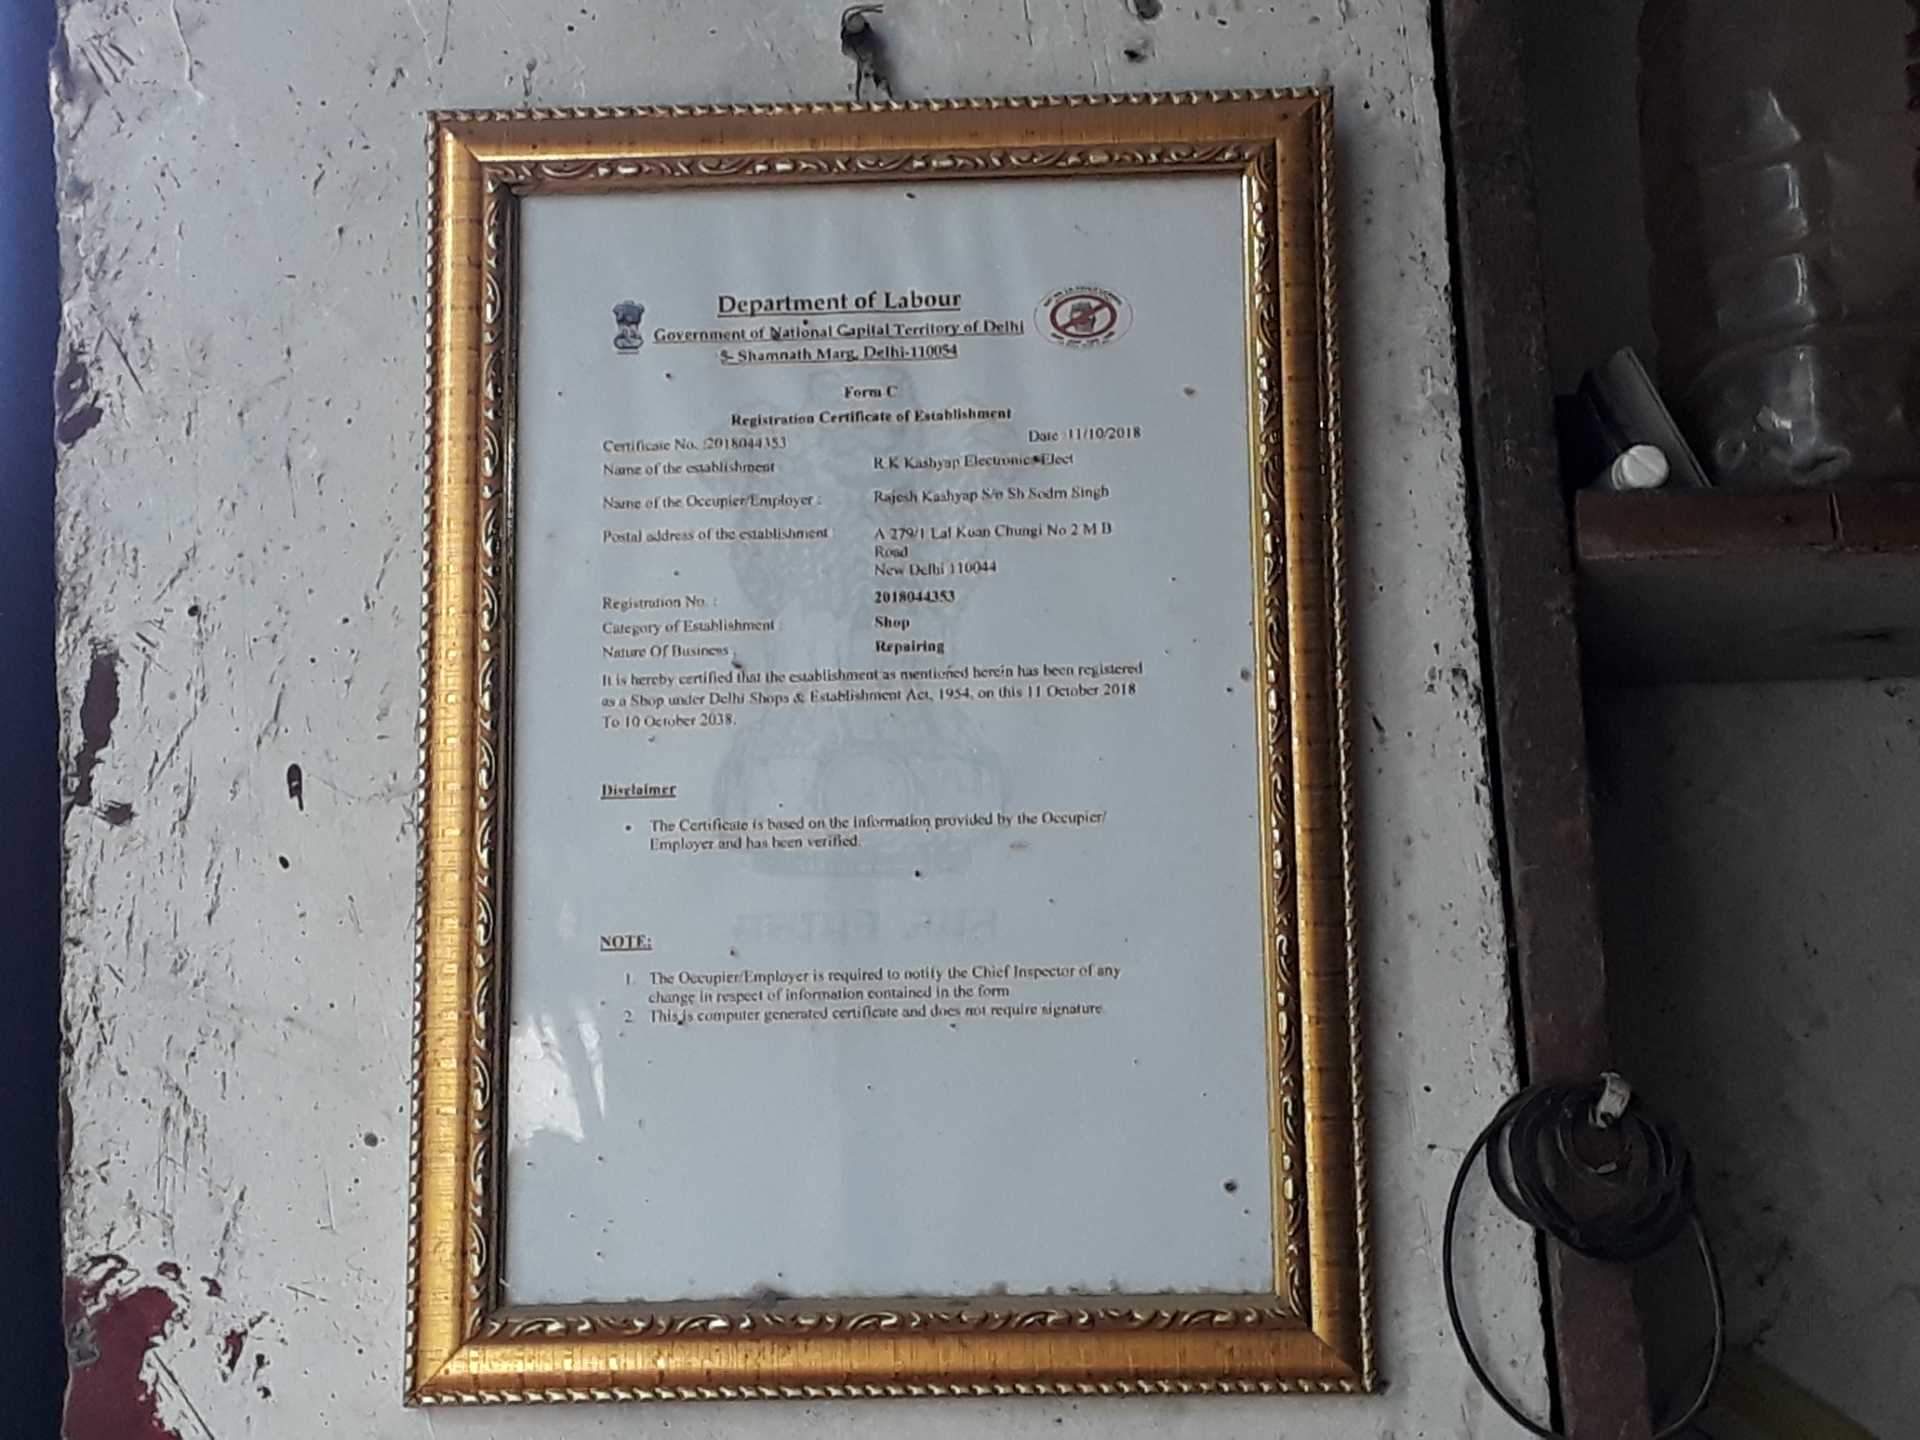 Department of Labour
Government of National Capital Territory of Delhi
5- Shamnath Marg, Delhi-110054
Form C
Registration Certificate of Establishment
Certificate No. :2018044353 Date :11/10/2018
Name of the establishment R K Kashyap Electronic Elect
Name of the Occupier/Employer : Rajesh Kashyap S/o Sh Sodm Singh
Postal address of the establishment A 279/1 Lal Kuan Chungi No 2 M B
Road
New Delhi 110044
Registration No. : 2018044353
Category of Establishment : Shop
Nature Of Business : Repairing
It is hereby certified that the establishment as mentioned herein has been registered
as a Shop under Delhi Shops & Establishment Act, 1954, on this 11 October 2018
To 10 October 2038.
Disclaimer
• The Certificate is based on the information provided by the Occupier/
Employer and has been verified.
NOTE:
1. The Occupier/Employer is required to notify the Chief Inspector of any
change in respect of information contained in the form
2. This is computer generated certificate and does not require signature.